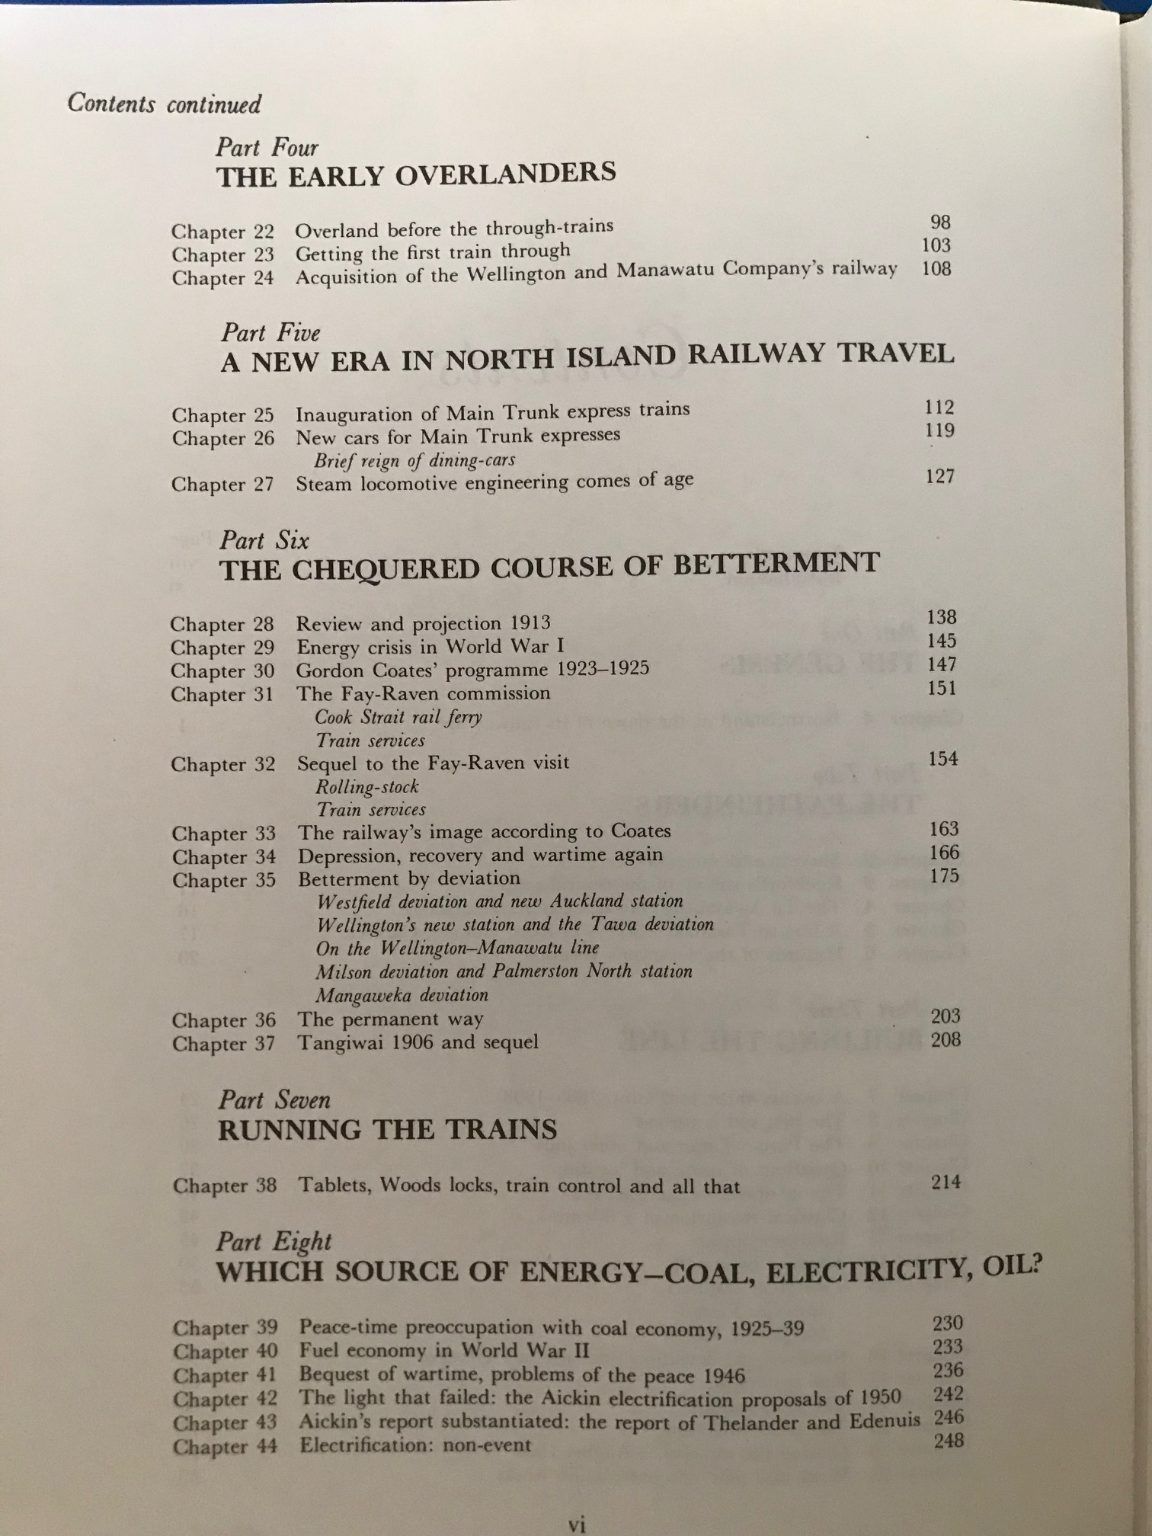 Contents continued
Part Four
THE EARLY OVERLANDERS
Chapter 22 Overland before the through-trains 98
Chapter 23 Getting the first train through 103
Chapter 24 Acquisition of the Wellington and Manawatu Company's railway 108
Part Five
A NEW ERA IN NORTH ISLAND RAILWAY TRAVEL
Chapter 25 Inauguration of Main Trunk express trains 112
Chapter 26 New cars for Main Trunk expresses 119
Brief reign of dining-cars
Chapter 27 Steam locomotive engineering comes of age 127
Part Six
THE CHEQUERED COURSE OF BETTERMENT
Chapter 28 Review and projection 1913 138
Chapter 29 Energy crisis in World War I 145
Chapter 30 Gordon Coates' programme 1923–1925 147
Chapter 31 The Fay-Raven commission 151
Cook Strait rail ferry
Train services
Chapter 32 Sequel to the Fay-Raven visit 154
Rolling-stock
Train services
Chapter 33 The railway's image according to Coates 163
Chapter 34 Depression, recovery and wartime again 166
Chapter 35 Betterment by deviation 175
Westfield deviation and new Auckland station
Wellington's new station and the Tawa deviation
On the Wellington–Manawatu line
Milson deviation and Palmerston North station
Mangaweka deviation
Chapter 36 The permanent way 203
Chapter 37 Tangiwai 1906 and sequel 208
Part Seven
RUNNING THE TRAINS
Chapter 38 Tablets, Woods locks, train control and all that 214
Part Eight
WHICH SOURCE OF ENERGY–COAL, ELECTRICITY, OIL?
Chapter 39 Peace-time preoccupation with coal economy, 1925–39 230
Chapter 40 Fuel economy in World War II 233
Chapter 41 Bequest of wartime, problems of the peace 1946 236
Chapter 42 The light that failed: the Aickin electrification proposals of 1950 242
Chapter 43 Aickin's report substantiated: the report of Thelander and Edenuis 246
Chapter 44 Electrification: non-event 248
vi